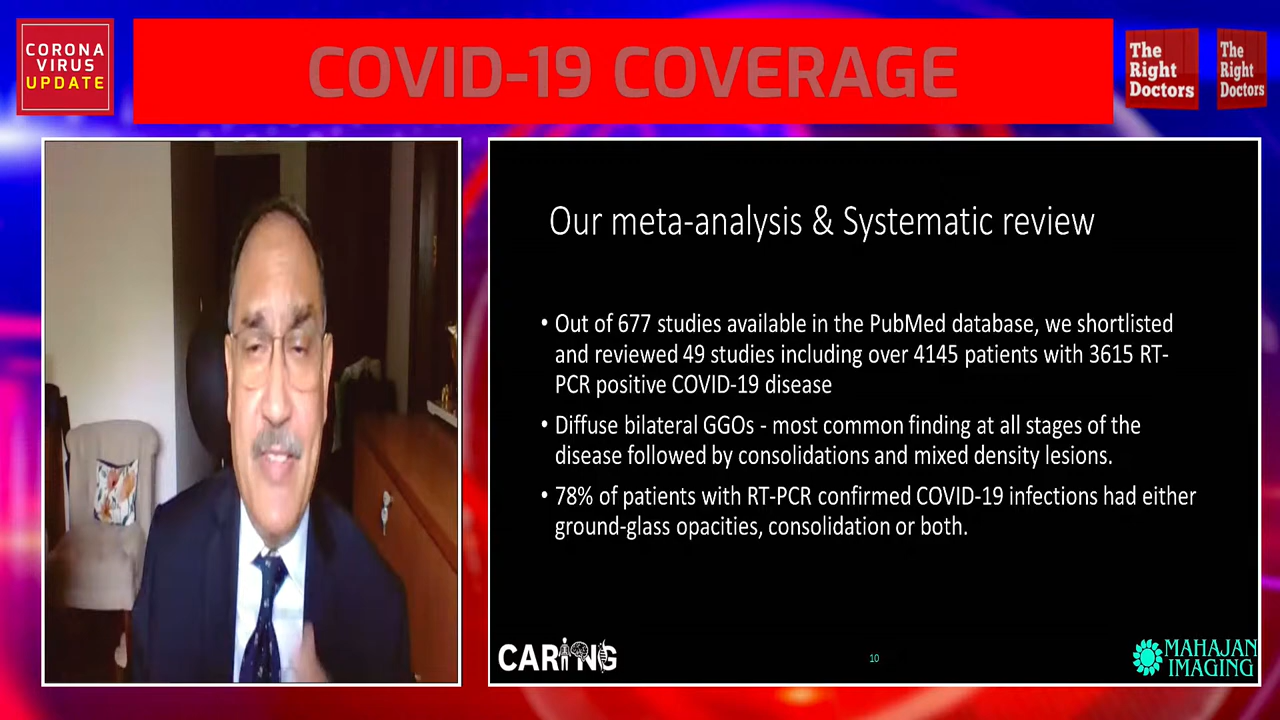 CORONA
VIRUS
UPDATE
COVID-19 COVERAGE
The
Right
Doctors
The
Right
Doctors
Our meta-analysis & Systematic review
• Out of 677 studies available in the PubMed database, we shortlisted
and reviewed 49 studies including over 4145 patients with 3615 RT-
PCR positive COVID-19 disease
• Diffuse bilateral GGOs - most common finding at all stages of the
disease followed by consolidations and mixed density lesions.
• 78% of patients with RT-PCR confirmed COVID-19 infections had either
ground-glass opacities, consolidation or both.
CARING
10
MAHAJAN
IMAGING